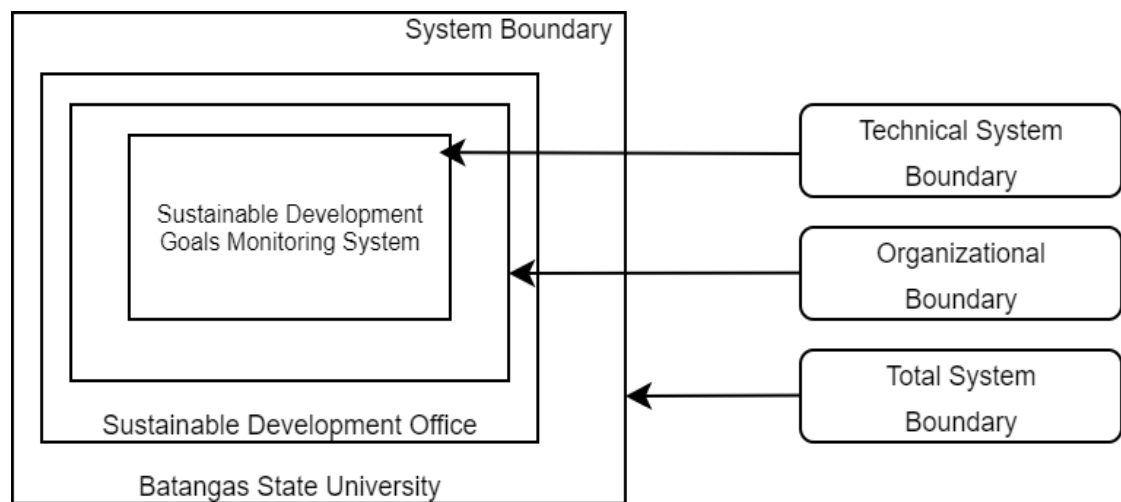 System Boundary
Technical System
Boundary
Sustainable Development
Goals Monitoring System
Organizational
Boundary
Total System
Boundary
Sustainable Development Office
Batangas State University